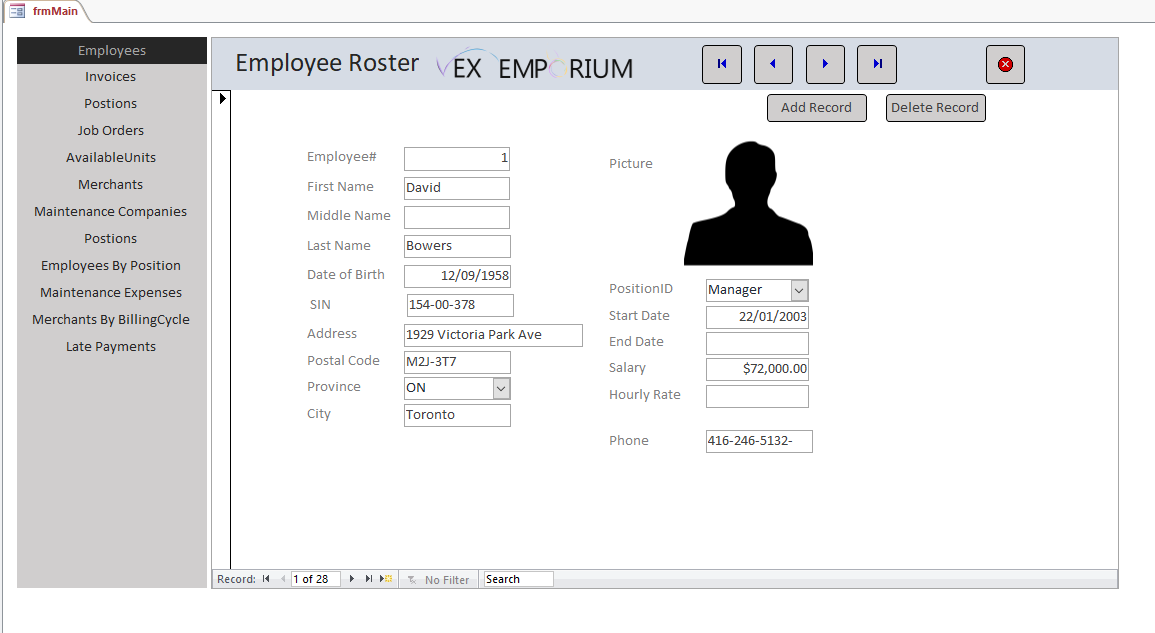 frmMain
Employees
Invoices
Postions
Job Orders
AvailableUnits
Merchants
Maintenance Companies
Postions
Employees By Position
Maintenance Expenses
Merchants By BillingCycle
Late Payments
Employee Roster VEX EMPORIUM
Add Record Delete Record
Employee# 1
First Name David
Middle Name
Last Name Bowers
Date of Birth 12/09/1958
SIN 154-00-378
Address 1929 Victoria Park Ave
Postal Code M2J-3T7
Province ON
City Toronto
Picture
PositionID Manager
Start Date 22/01/2003
End Date
Salary $72,000.00
Hourly Rate
Phone 416-246-5132-
Record: 1 of 28 No Filter Search